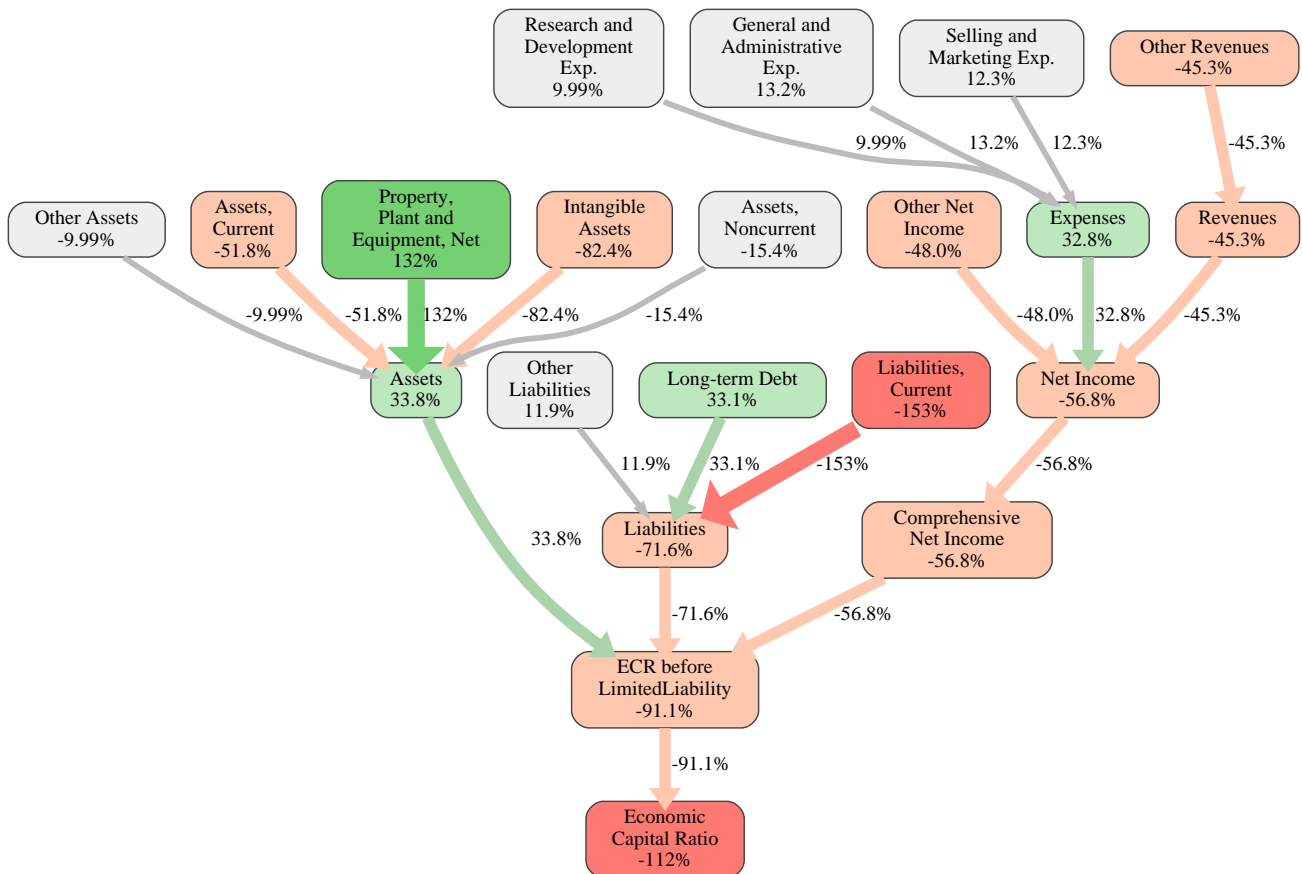 Research and
Development
Exp.
9.99%
General and
Administrative
Exp.
13.2%
Selling and
Marketing Exp.
12.3%
Other Revenues
-45.3%
9.99%
13.2%
12.3%
-45.3%
Other Assets
-9.99%
Assets,
Current
-51.8%
Property,
Plant and
Equipment, Net
132%
Intangible
Assets
-82.4%
Assets,
Noncurrent
-15.4%
Other Net
Income
-48.0%
Expenses
32.8%
Revenues
-45.3%
-9.99%
-51.8%
132%
-82.4%
-15.4%
-48.0%
32.8%
-45.3%
Assets
33.8%
Other
Liabilities
11.9%
Long-term Debt
33.1%
Liabilities,
Current
-153%
Net Income
-56.8%
11.9%
33.1%
-153%
-56.8%
33.8%
Liabilities
-71.6%
Comprehensive
Net Income
-56.8%
-71.6%
-56.8%
ECR before
LimitedLiability
-91.1%
-91.1%
Economic
Capital Ratio
-112%